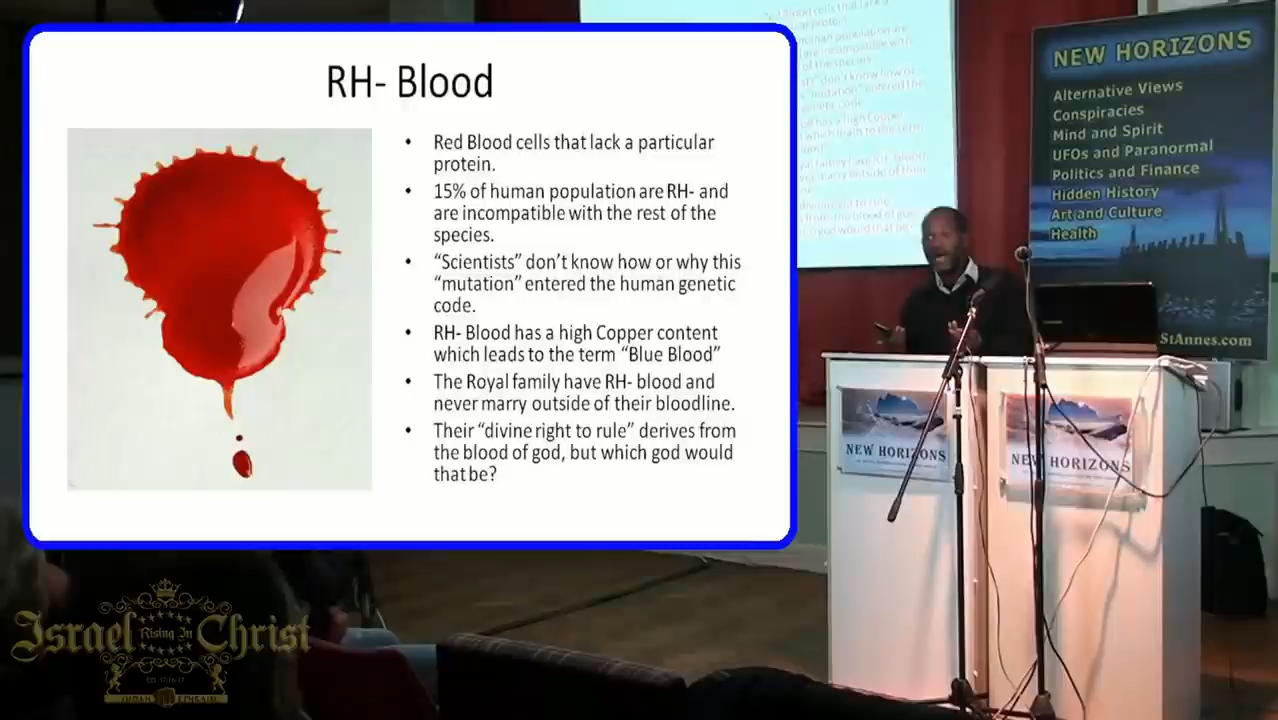 RH- Blood
• Red Blood cells that lack a particular
protein.
• 15% of human population are RH- and
are incompatible with the rest of the
species.
• “Scientists” don’t know how or why this
“mutation” entered the human genetic
code.
• RH- Blood has a high Copper content
which leads to the term “Blue Blood”
• The Royal family have RH- blood and
never marry outside of their bloodline.
• Their “divine right to rule” derives from
the blood of god, but which god would
that be?
NEW HORIZONS
Alternative Views
Conspiracies
Mind and Spirit
UFOs and Paranormal
Politics and Finance
Hidden History
Art and Culture
Health
StAnnes.com
NEW HORIZONS
NEW HORIZONS
Israel Rising In Christ
JUDAH EPHRAIM